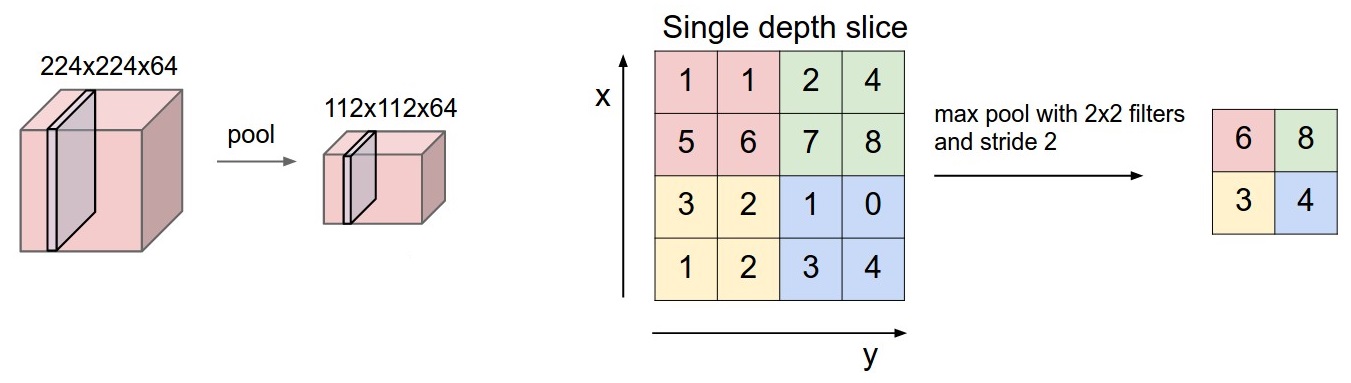 224x224x64
pool
112x112x64
Single depth slice
x
1 1 2 4
5 6 7 8
3 2 1 0
1 2 3 4
y
max pool with 2x2 filters
and stride 2
6 8
3 4